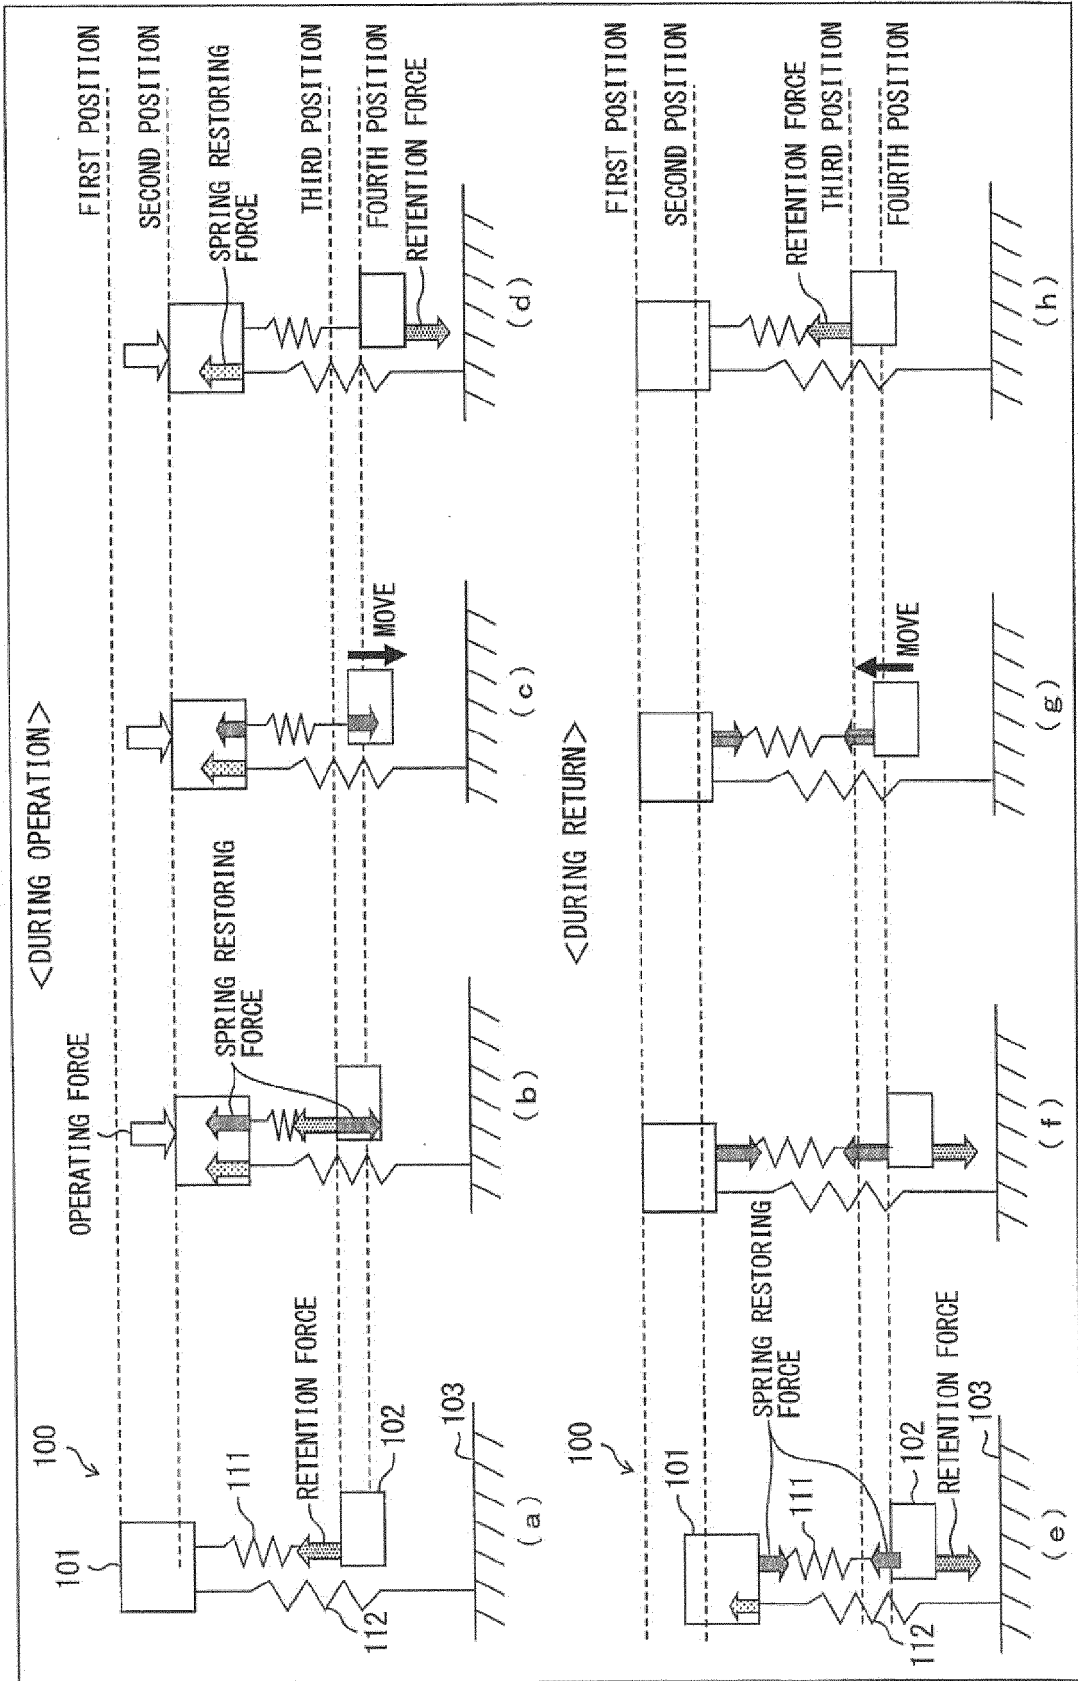 <DURING OPERATION>
100
101
111
112
RETENTION FORCE
102
103
(a)
OPERATING FORCE
SPRING RESTORING
FORCE
(b)
MOVE
(c)
FIRST POSITION
SECOND POSITION
SPRING RESTORING
FORCE
THIRD POSITION
FOURTH POSITION
RETENTION FORCE
(d)
<DURING RETURN>
100
101
SPRING RESTORING
FORCE
111
112
102
RETENTION FORCE
103
(e)
(f)
MOVE
(g)
FIRST POSITION
SECOND POSITION
RETENTION FORCE
THIRD POSITION
FOURTH POSITION
(h)